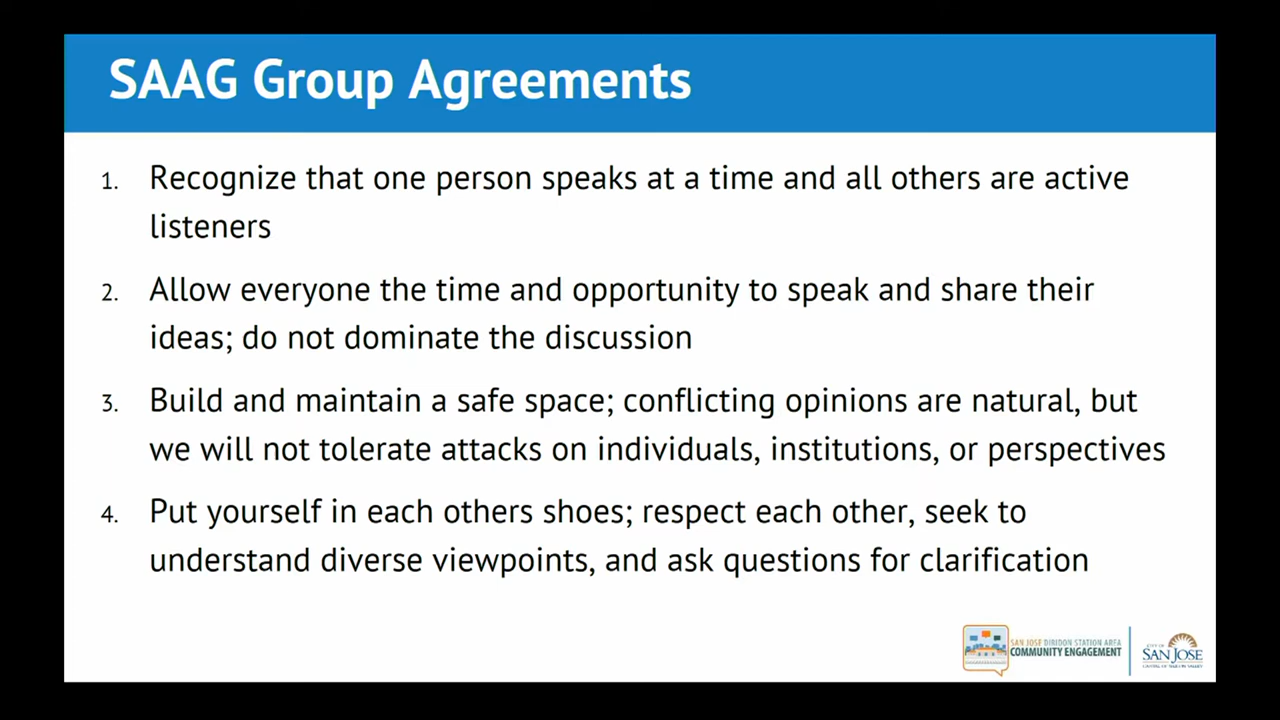 SAAG Group Agreements
1. Recognize that one person speaks at a time and all others are active
listeners
2. Allow everyone the time and opportunity to speak and share their
ideas; do not dominate the discussion
3. Build and maintain a safe space; conflicting opinions are natural, but
we will not tolerate attacks on individuals, institutions, or perspectives
4. Put yourself in each others shoes; respect each other, seek to
understand diverse viewpoints, and ask questions for clarification
SAN JOSE DIRIDON STATION AREA
COMMUNITY ENGAGEMENT
CITY OF
SAN JOSE
CAPITAL OF SILICON VALLEY